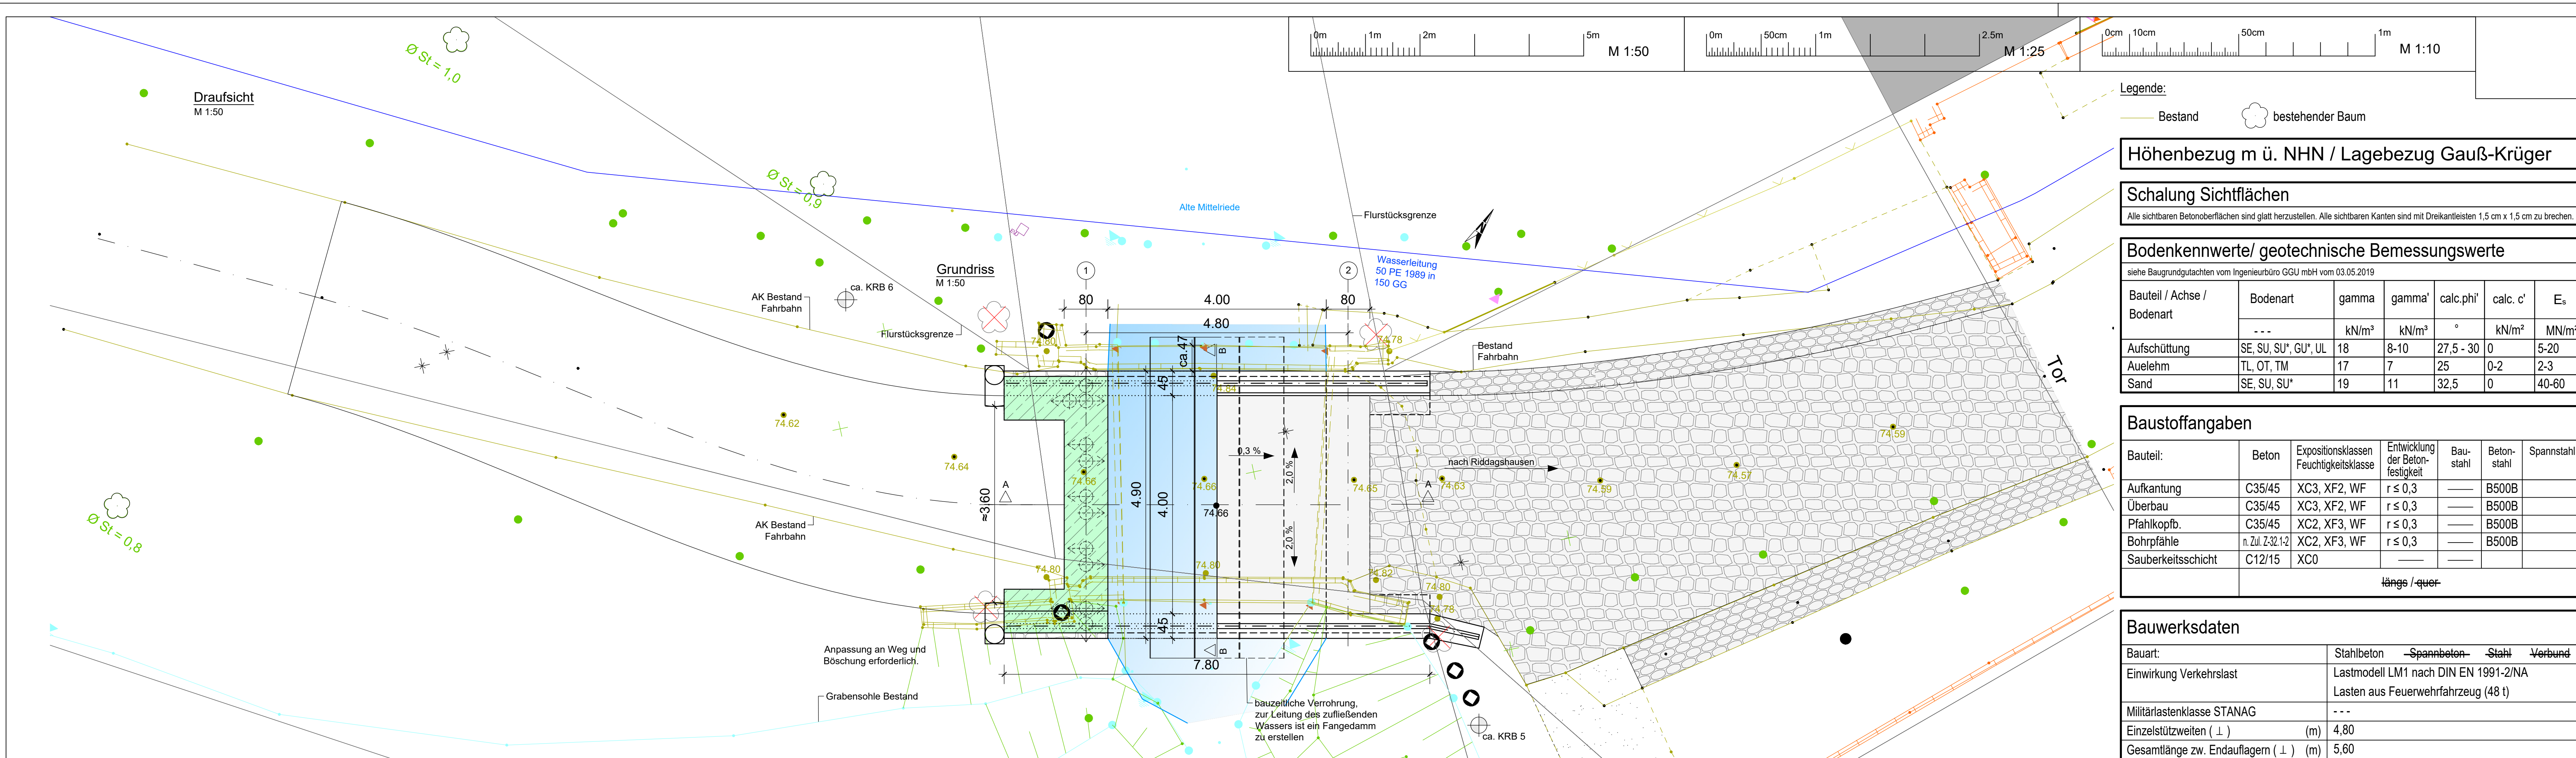 0m 1m 2m 5m M 1:50
0m 50cm 1m 2.5m M 1:25
0cm 10cm 50cm 1m M 1:10
Draufsicht
M 1:50
Ø St = 1,0
Ø St = 0,9
Ø St = 0,8
Alte Mittelriede
Flurstücksgrenze
Wasserleitung
50 PE 1989 in
150 GG
Grundriss
M 1:50
ca. KRB 6
AK Bestand
Fahrbahn
Flurstücksgrenze
1
2
80 4.00 80
4.80
ca.47
45
B
74.80
74.78
74.84
Bestand
Fahrbahn
Tor
74.62
74.64
74.66
74.66
74.65
74.63
74.59
74.57
74.59
0,3 %
2,0 %
2,0 %
nach Riddagshausen
A
A
≈3.60
4.90
4.00
74.66
AK Bestand
Fahrbahn
74.80
74.80
74.82
74.80
74.78
45
B
7.80
Anpassung an Weg und
Böschung erforderlich.
Grabensohle Bestand
bauzeitliche Verrohrung,
zur Leitung des zufließenden
Wassers ist ein Fangedamm
zu erstellen
ca. KRB 5
Legende:
Bestand bestehender Baum
Höhenbezug m ü. NHN / Lagebezug Gauß-Krüger
Schalung Sichtflächen
Alle sichtbaren Betonoberflächen sind glatt herzustellen. Alle sichtbaren Kanten sind mit Dreikantleisten 1,5 cm x 1,5 cm zu brechen.
Bodenkennwerte/ geotechnische Bemessungswerte
siehe Baugrundgutachten vom Ingenieurbüro GGU mbH vom 03.05.2019
Bauteil / Achse /
Bodenart
Bodenart gamma gamma' calc.phi' calc. c' Es
--- kN/m³ kN/m³ ° kN/m² MN/m²
Aufschüttung SE, SU, SU*, GU*, UL 18 8-10 27,5 - 30 0 5-20
Auelehm TL, OT, TM 17 7 25 0-2 2-3
Sand SE, SU, SU* 19 11 32,5 0 40-60
Baustoffangaben
Bauteil: Beton Expositionsklassen
Feuchtigkeitsklasse
Entwicklung
der Beton-
festigkeit
Bau-
stahl
Beton-
stahl
Spannstahl
Aufkantung C35/45 XC3, XF2, WF r ≤ 0,3 —— B500B
Überbau C35/45 XC3, XF2, WF r ≤ 0,3 —— B500B
Pfahlkopfb. C35/45 XC2, XF3, WF r ≤ 0,3 —— B500B
Bohrpfähle n. Zul. Z-32.1-2 XC2, XF3, WF r ≤ 0,3 —— B500B
Sauberkeitsschicht C12/15 XC0 —— ——
längs / quer
Bauwerksdaten
Bauart: Stahlbeton Spannbeton Stahl Verbund
Einwirkung Verkehrslast Lastmodell LM1 nach DIN EN 1991-2/NA
Lasten aus Feuerwehrfahrzeug (48 t)
Militärlastenklasse STANAG ---
Einzelstützweiten ( ⊥ ) (m) 4,80
Gesamtlänge zw. Endauflagern ( ⊥ ) (m) 5,60